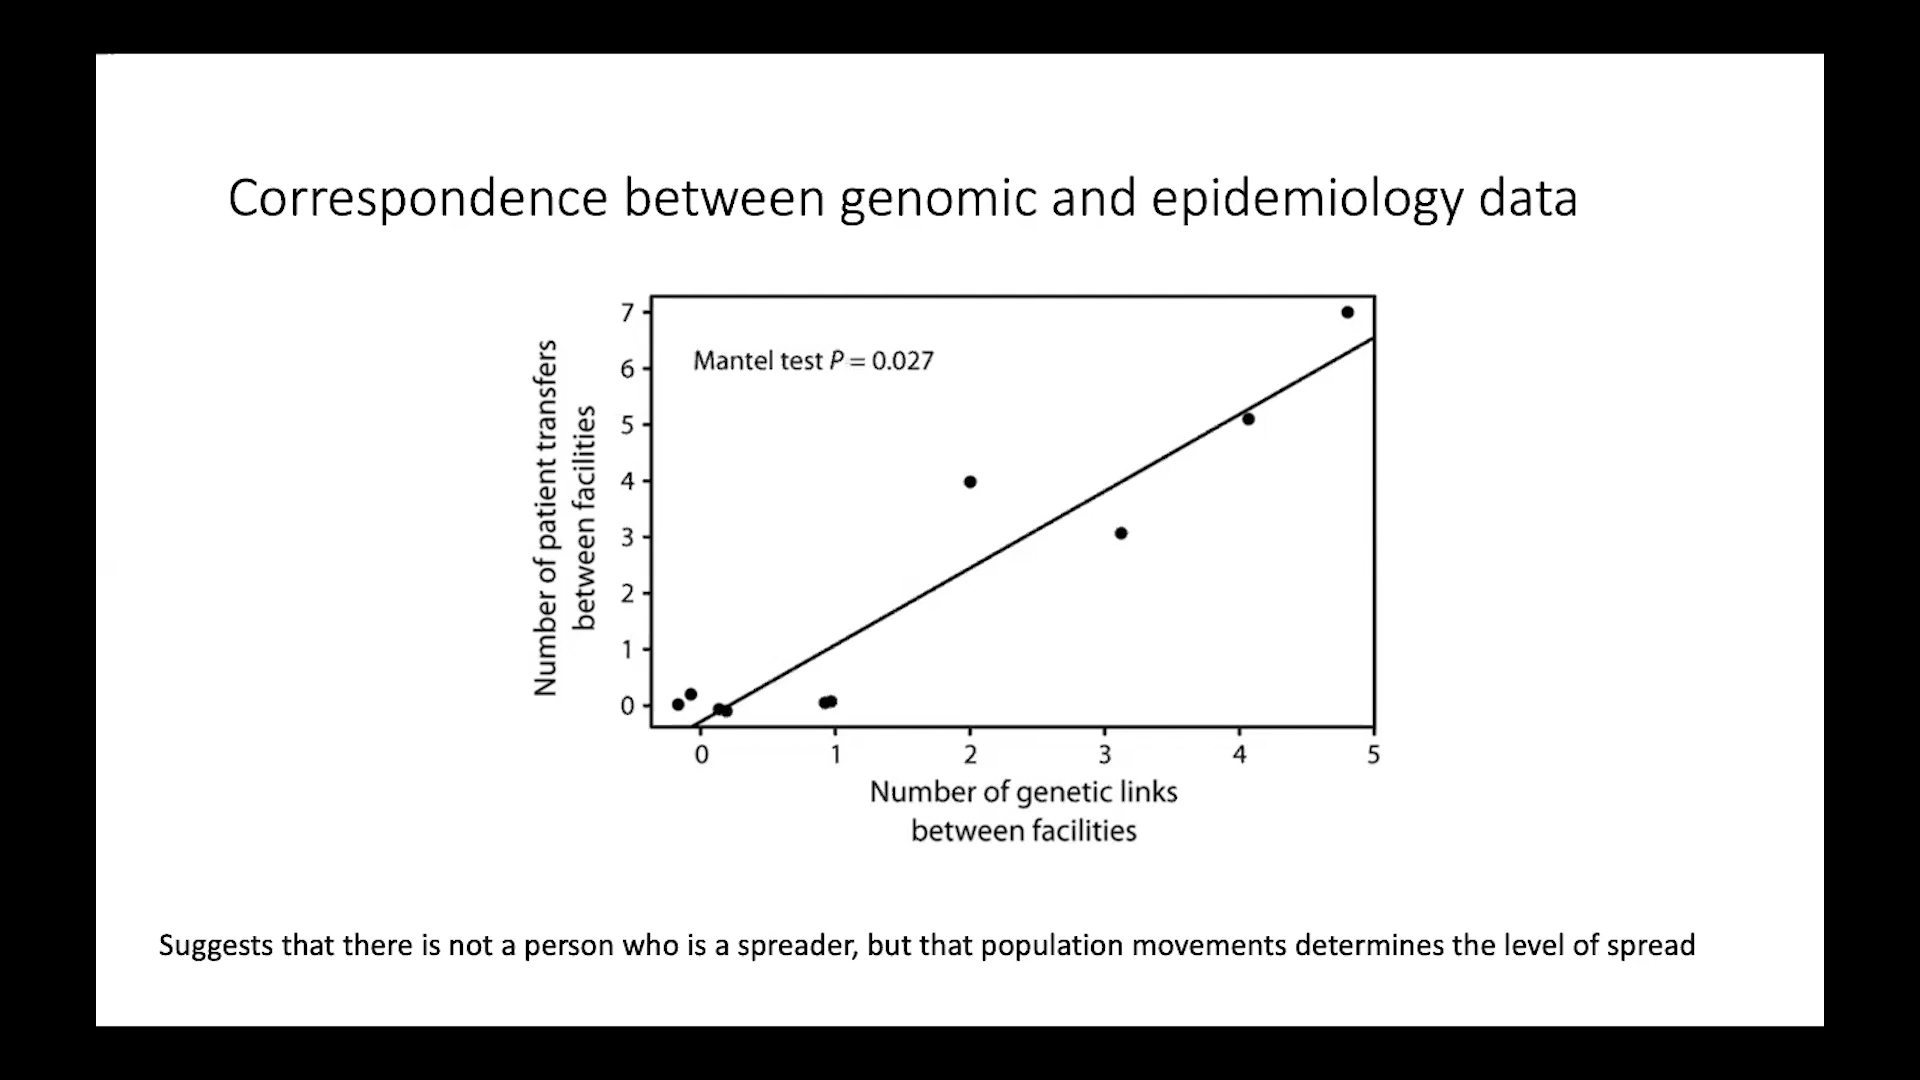 Correspondence between genomic and epidemiology data
Number of patient transfers
between facilities
7
6
5
4
3
2
1
0
Mantel test P = 0.027
0 1 2 3 4 5
Number of genetic links
between facilities
Suggests that there is not a person who is a spreader, but that population movements determines the level of spread